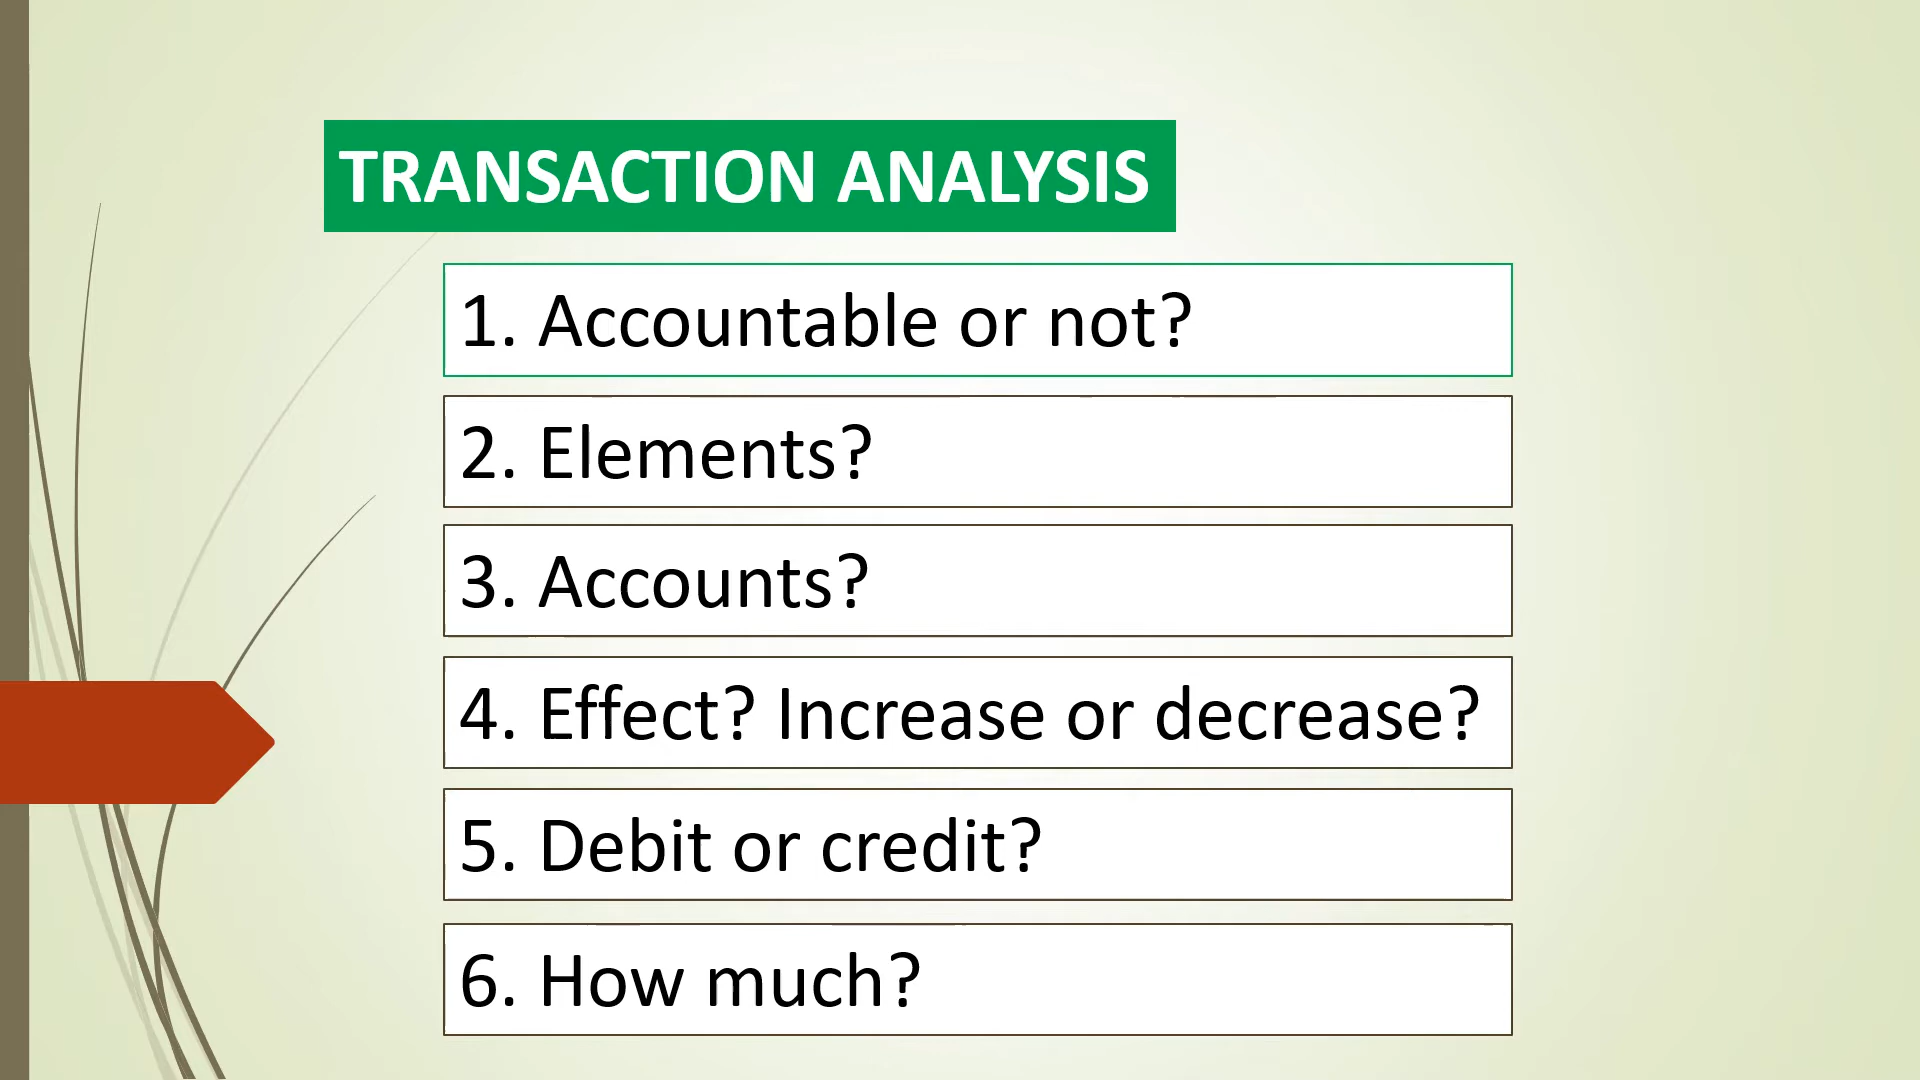 TRANSACTION ANALYSIS
1. Accountable or not?
2. Elements?
3. Accounts?
4. Effect? Increase or decrease?
5. Debit or credit?
6. How much?